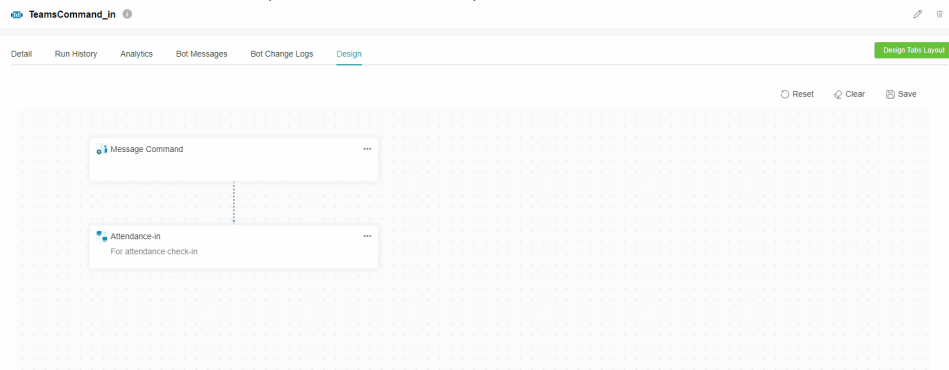 TeamsCommand_in
Detail Run History Analytics Bot Messages Bot Change Logs Design
Design Tabs Layout
Reset Clear Save
Message Command
Attendance-in
For attendance check-in